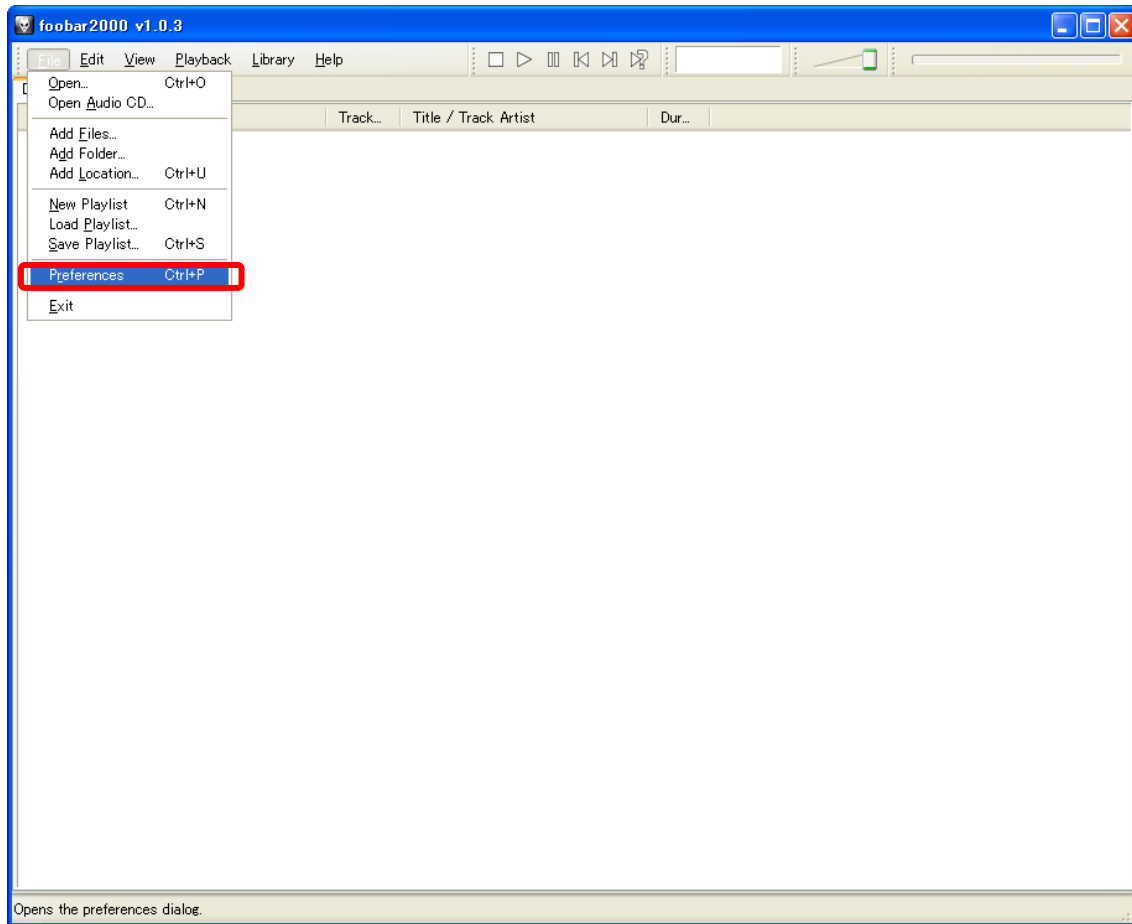 foobar2000 v1.0.3
File Edit View Playback Library Help
Open... Ctrl+O
Open Audio CD...
Track... Title / Track Artist Dur...
Add Files...
Add Folder...
Add Location... Ctrl+U
New Playlist Ctrl+N
Load Playlist...
Save Playlist... Ctrl+S
Preferences Ctrl+P
Exit
Opens the preferences dialog.